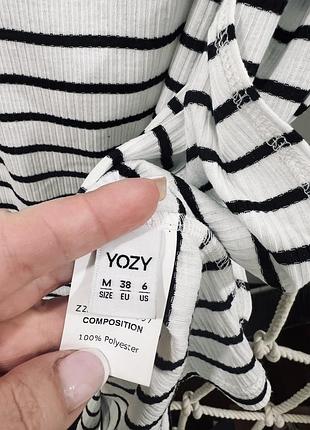 YOZY
M 38 6
SIZE EU US
COMPOSITION
100% Polyester